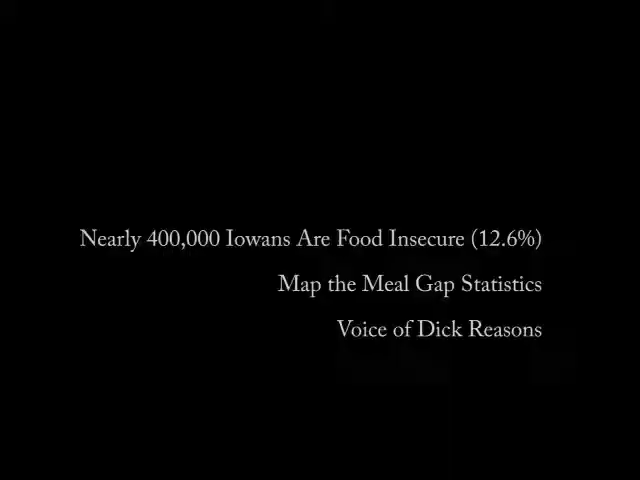 Nearly 400,000 Iowans Are Food Insecure (12.6%)
Map the Meal Gap Statistics
Voice of Dick Reasons